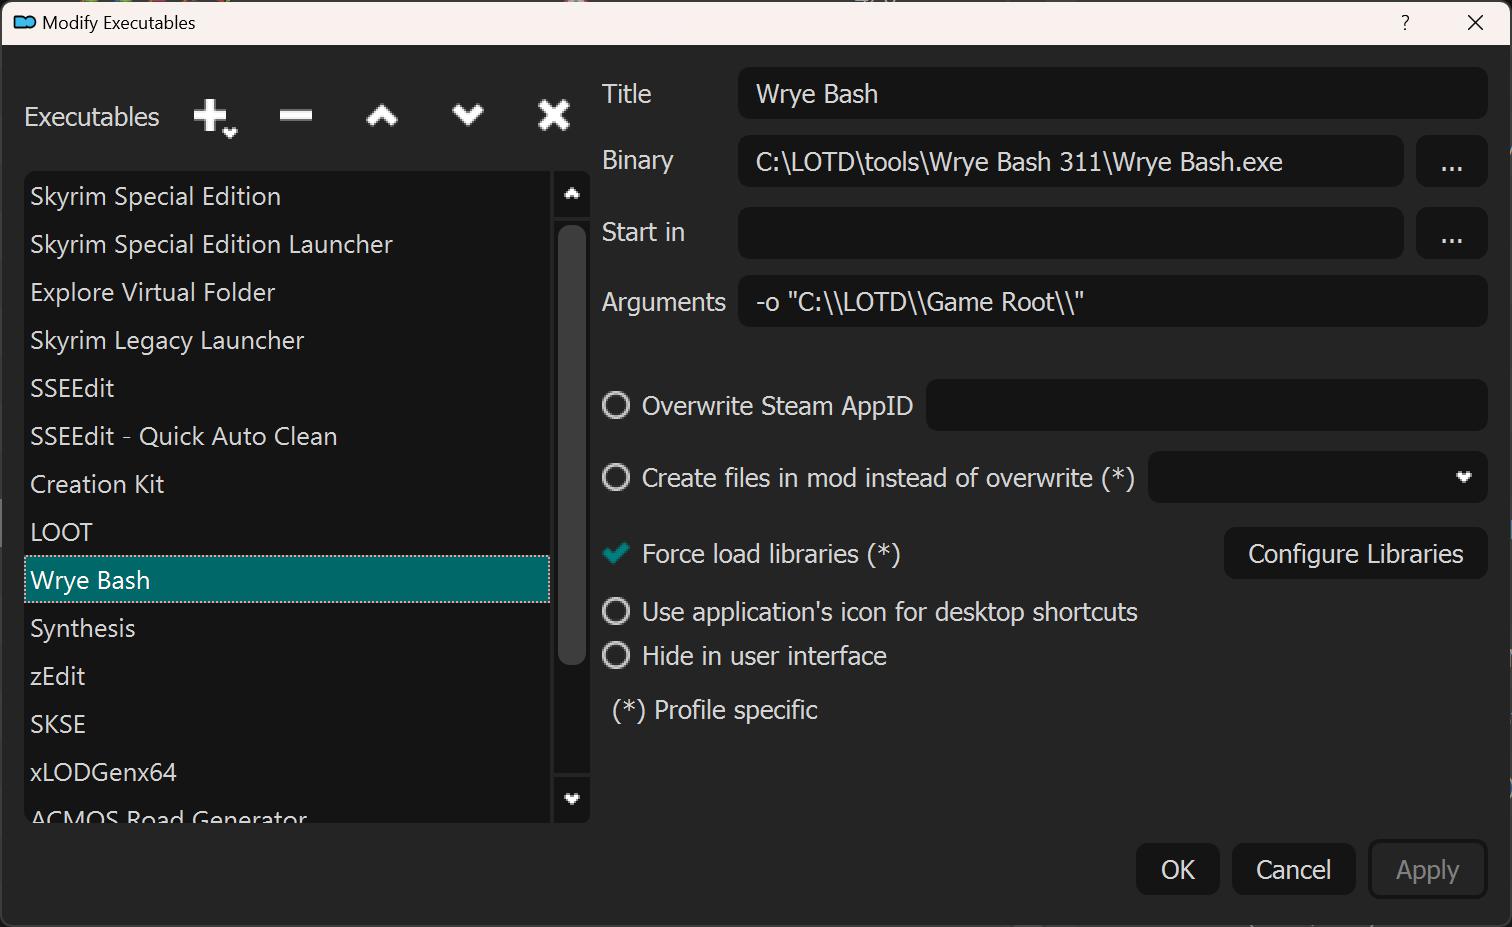 Modify Executables
?
Executables
Skyrim Special Edition
Skyrim Special Edition Launcher
Explore Virtual Folder
Skyrim Legacy Launcher
SSEEdit
SSEEdit - Quick Auto Clean
Creation Kit
LOOT
Wrye Bash
Synthesis
zEdit
SKSE
xLODGenx64
ACMOS Road Generator
Title
Wrye Bash
Binary
C:\LOTD\tools\Wrye Bash 311\Wrye Bash.exe
...
Start in
...
Arguments
-o "C:\\LOTD\\Game Root\\"
Overwrite Steam AppID
Create files in mod instead of overwrite (*)
Force load libraries (*)
Configure Libraries
Use application's icon for desktop shortcuts
Hide in user interface
(*) Profile specific
OK
Cancel
Apply